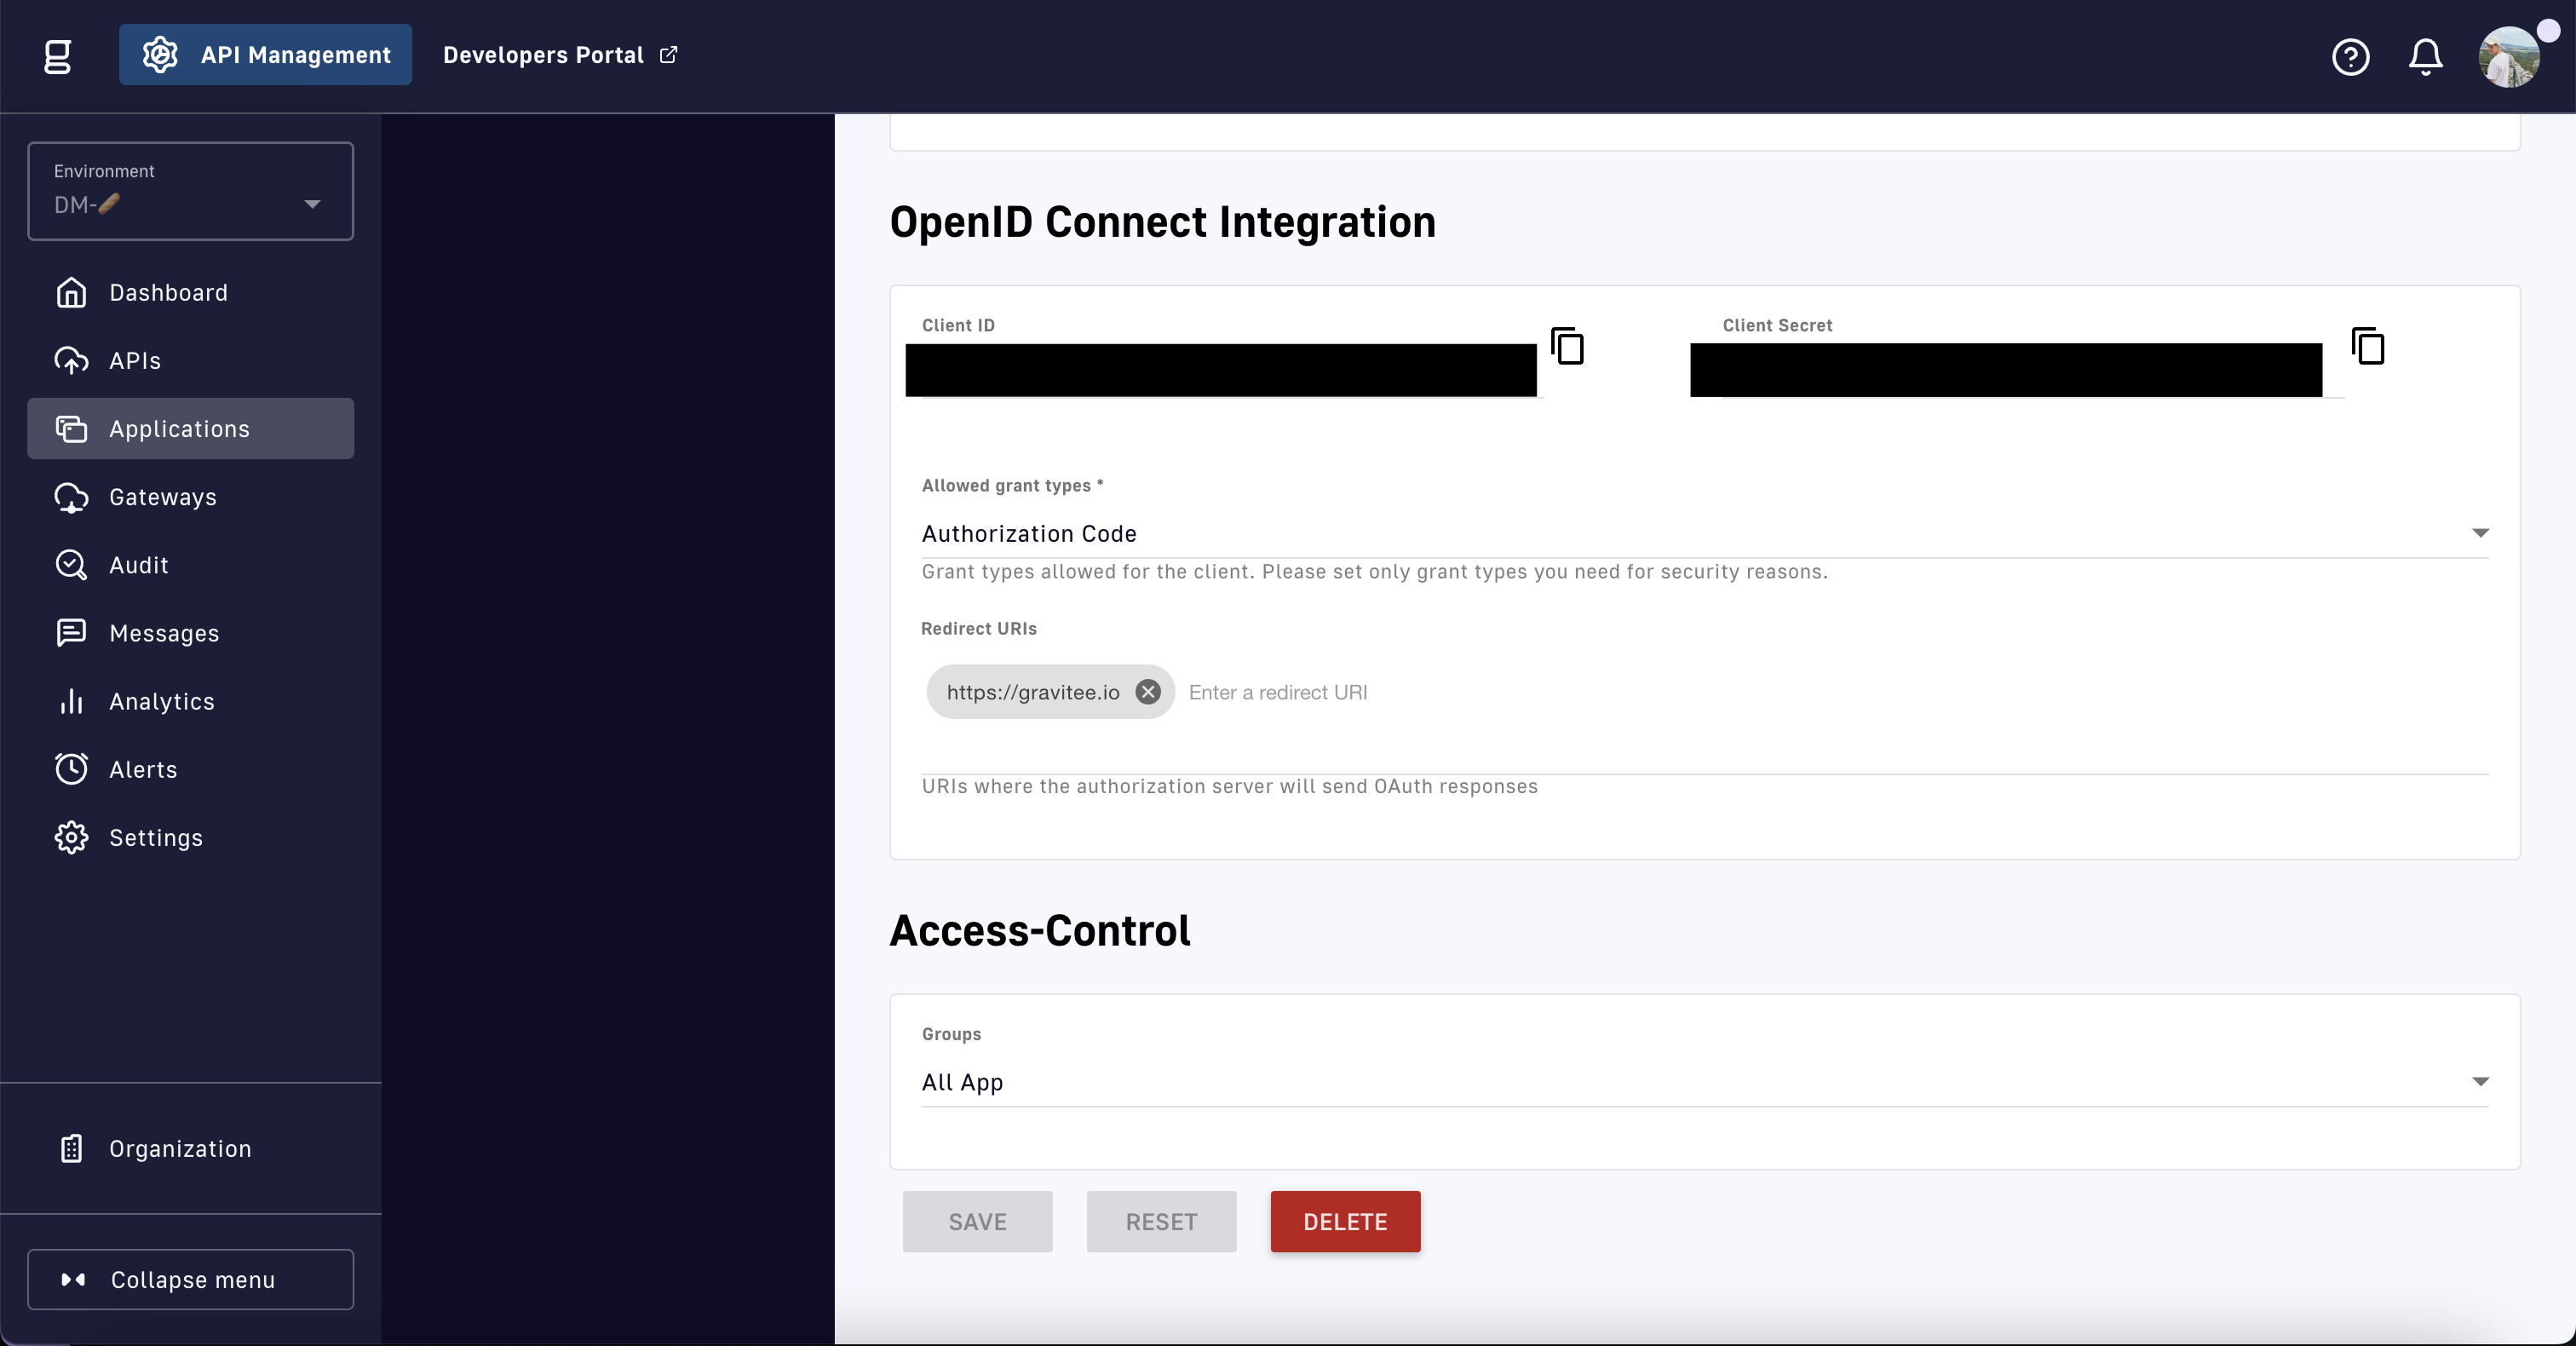 API Management
Developers Portal
Environment
DM-🥖
Dashboard
APIs
Applications
Gateways
Audit
Messages
Analytics
Alerts
Settings
Organization
Collapse menu
OpenID Connect Integration
Client ID
Client Secret
Allowed grant types *
Authorization Code
Grant types allowed for the client. Please set only grant types you need for security reasons.
Redirect URIs
https://gravitee.io
Enter a redirect URI
URIs where the authorization server will send OAuth responses
Access-Control
Groups
All App
SAVE
RESET
DELETE